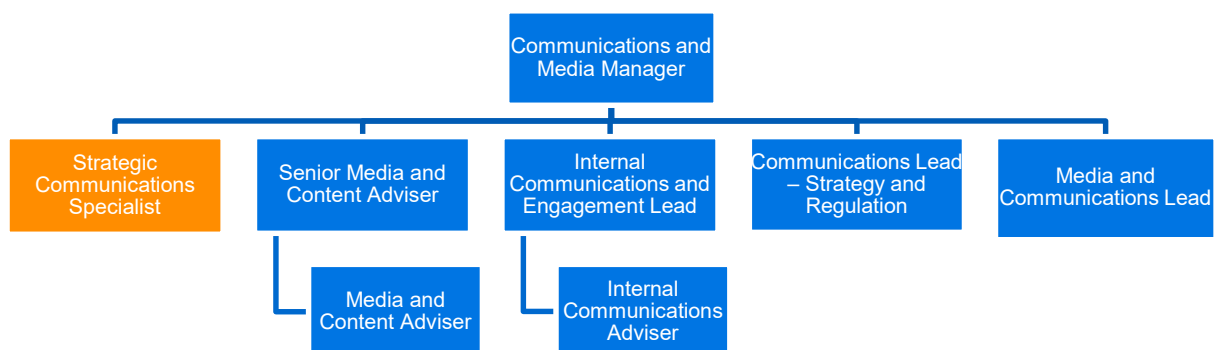 Communications and
Media Manager
Strategic
Communications
Specialist
Senior Media and
Content Adviser
Internal
Communications and
Engagement Lead
Communications Lead
– Strategy and
Regulation
Media and
Communications Lead
Media and
Content Adviser
Internal
Communications
Adviser